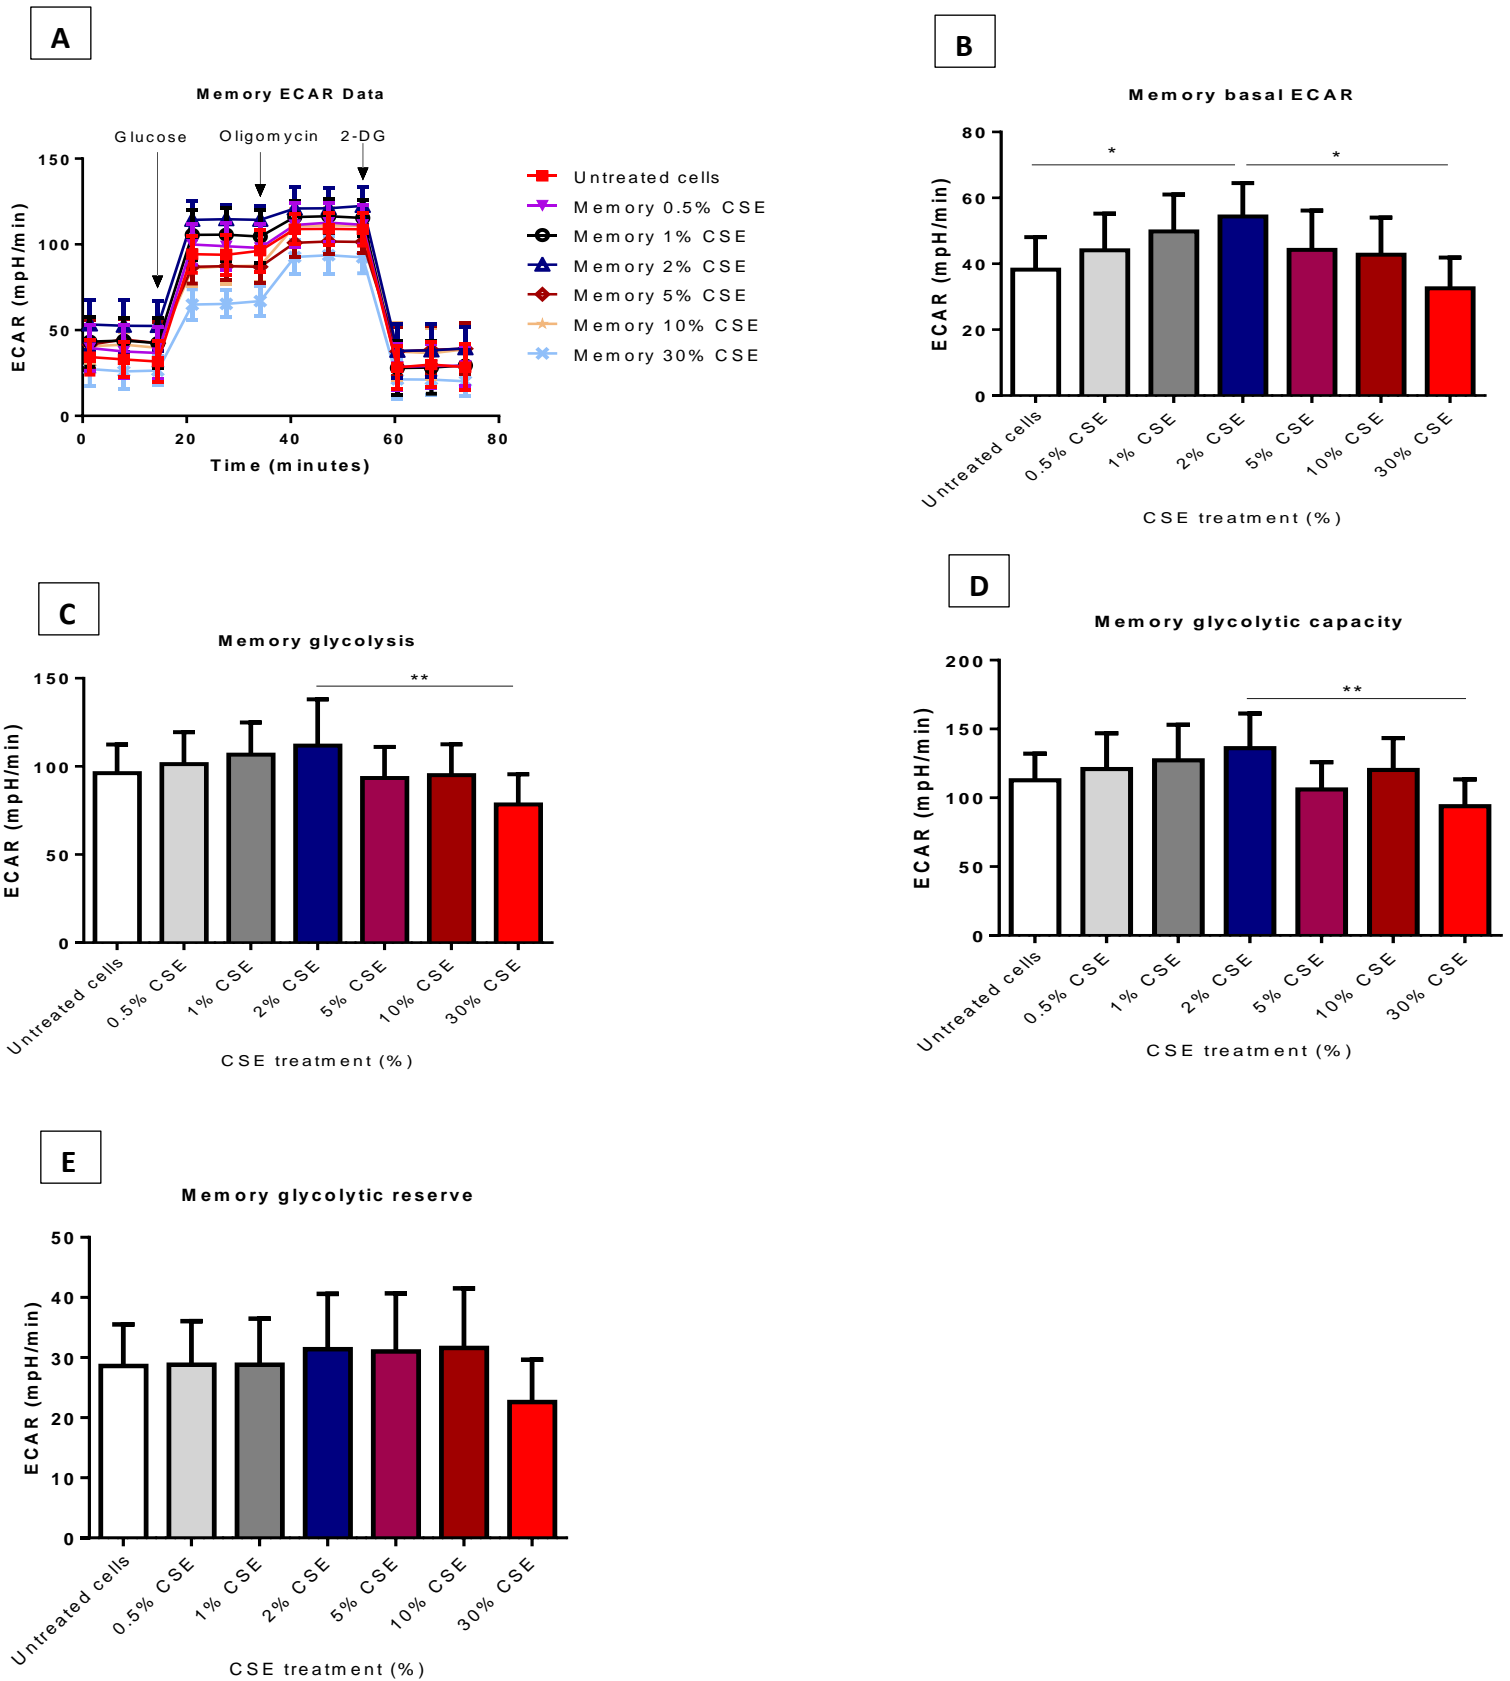 A
Memory ECAR Data
Glucose Oligomycin 2-DG
ECAR (mpH/min)
150
100
50
0
0 20 40 60 80
Time (minutes)
Untreated cells
Memory 0.5% CSE
Memory 1% CSE
Memory 2% CSE
Memory 5% CSE
Memory 10% CSE
Memory 30% CSE
B
Memory basal ECAR
ECAR (mpH/min)
80
60
40
20
0
* *
Untreated cells
0.5% CSE
1% CSE
2% CSE
5% CSE
10% CSE
30% CSE
CSE treatment (%)
C
Memory glycolysis
ECAR (mpH/min)
150
100
50
0
**
Untreated cells
0.5% CSE
1% CSE
2% CSE
5% CSE
10% CSE
30% CSE
CSE treatment (%)
D
Memory glycolytic capacity
ECAR (mpH/min)
200
150
100
50
0
**
Untreated cells
0.5% CSE
1% CSE
2% CSE
5% CSE
10% CSE
30% CSE
CSE treatment (%)
E
Memory glycolytic reserve
ECAR (mpH/min)
50
40
30
20
10
0
Untreated cells
0.5% CSE
1% CSE
2% CSE
5% CSE
10% CSE
30% CSE
CSE treatment (%)